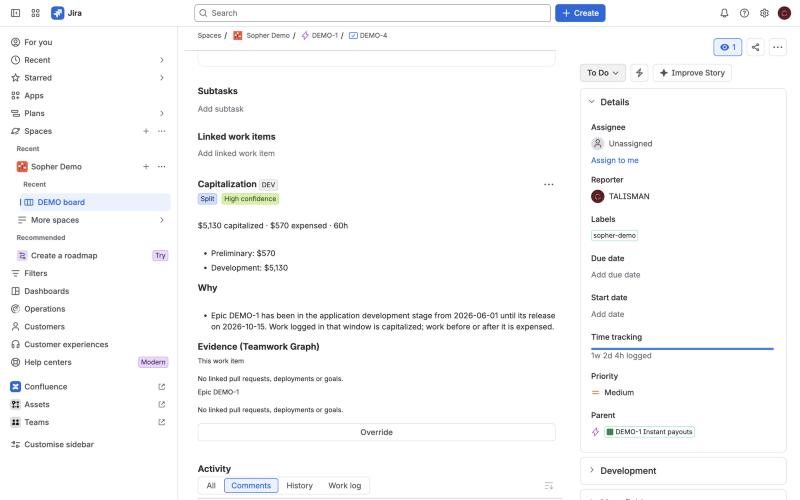 Jira
Search
+ Create
For you
Recent
Starred
Apps
Plans
Spaces
Recent
Sopher Demo
Recent
DEMO board
More spaces
Recommended
Create a roadmap Try
Filters
Dashboards
Operations
Customers
Customer experiences
Help centers Modern
Confluence
Assets
Teams
Customise sidebar
Spaces / Sopher Demo / DEMO-1 / DEMO-4
Subtasks
Add subtask
Linked work items
Add linked work item
Capitalization DEV
Split High confidence
$5,130 capitalized · $570 expensed · 60h
• Preliminary: $570
• Development: $5,130
Why
• Epic DEMO-1 has been in the application development stage from 2026-06-01 until its release
on 2026-10-15. Work logged in that window is capitalized; work before or after it is expensed.
Evidence (Teamwork Graph)
This work item
No linked pull requests, deployments or goals.
Epic DEMO-1
No linked pull requests, deployments or goals.
Override
Activity
All Comments History Work log
1
To Do
Improve Story
Details
Assignee
Unassigned
Assign to me
Reporter
TALISMAN
Labels
sopher-demo
Due date
Add due date
Start date
Add date
Time tracking
1w 2d 4h logged
Priority
Medium
Parent
DEMO-1 Instant payouts
Development